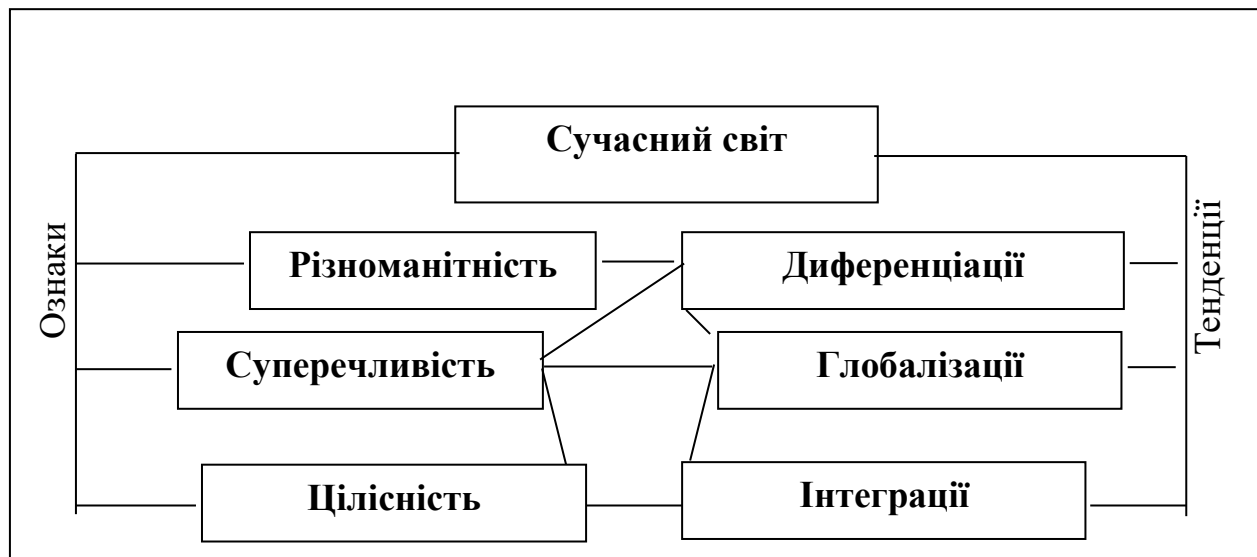 Сучасний світ
Ознаки
Тенденції
Різноманітність
Диференціації
Суперечливість
Глобалізації
Цілісність
Інтеграції